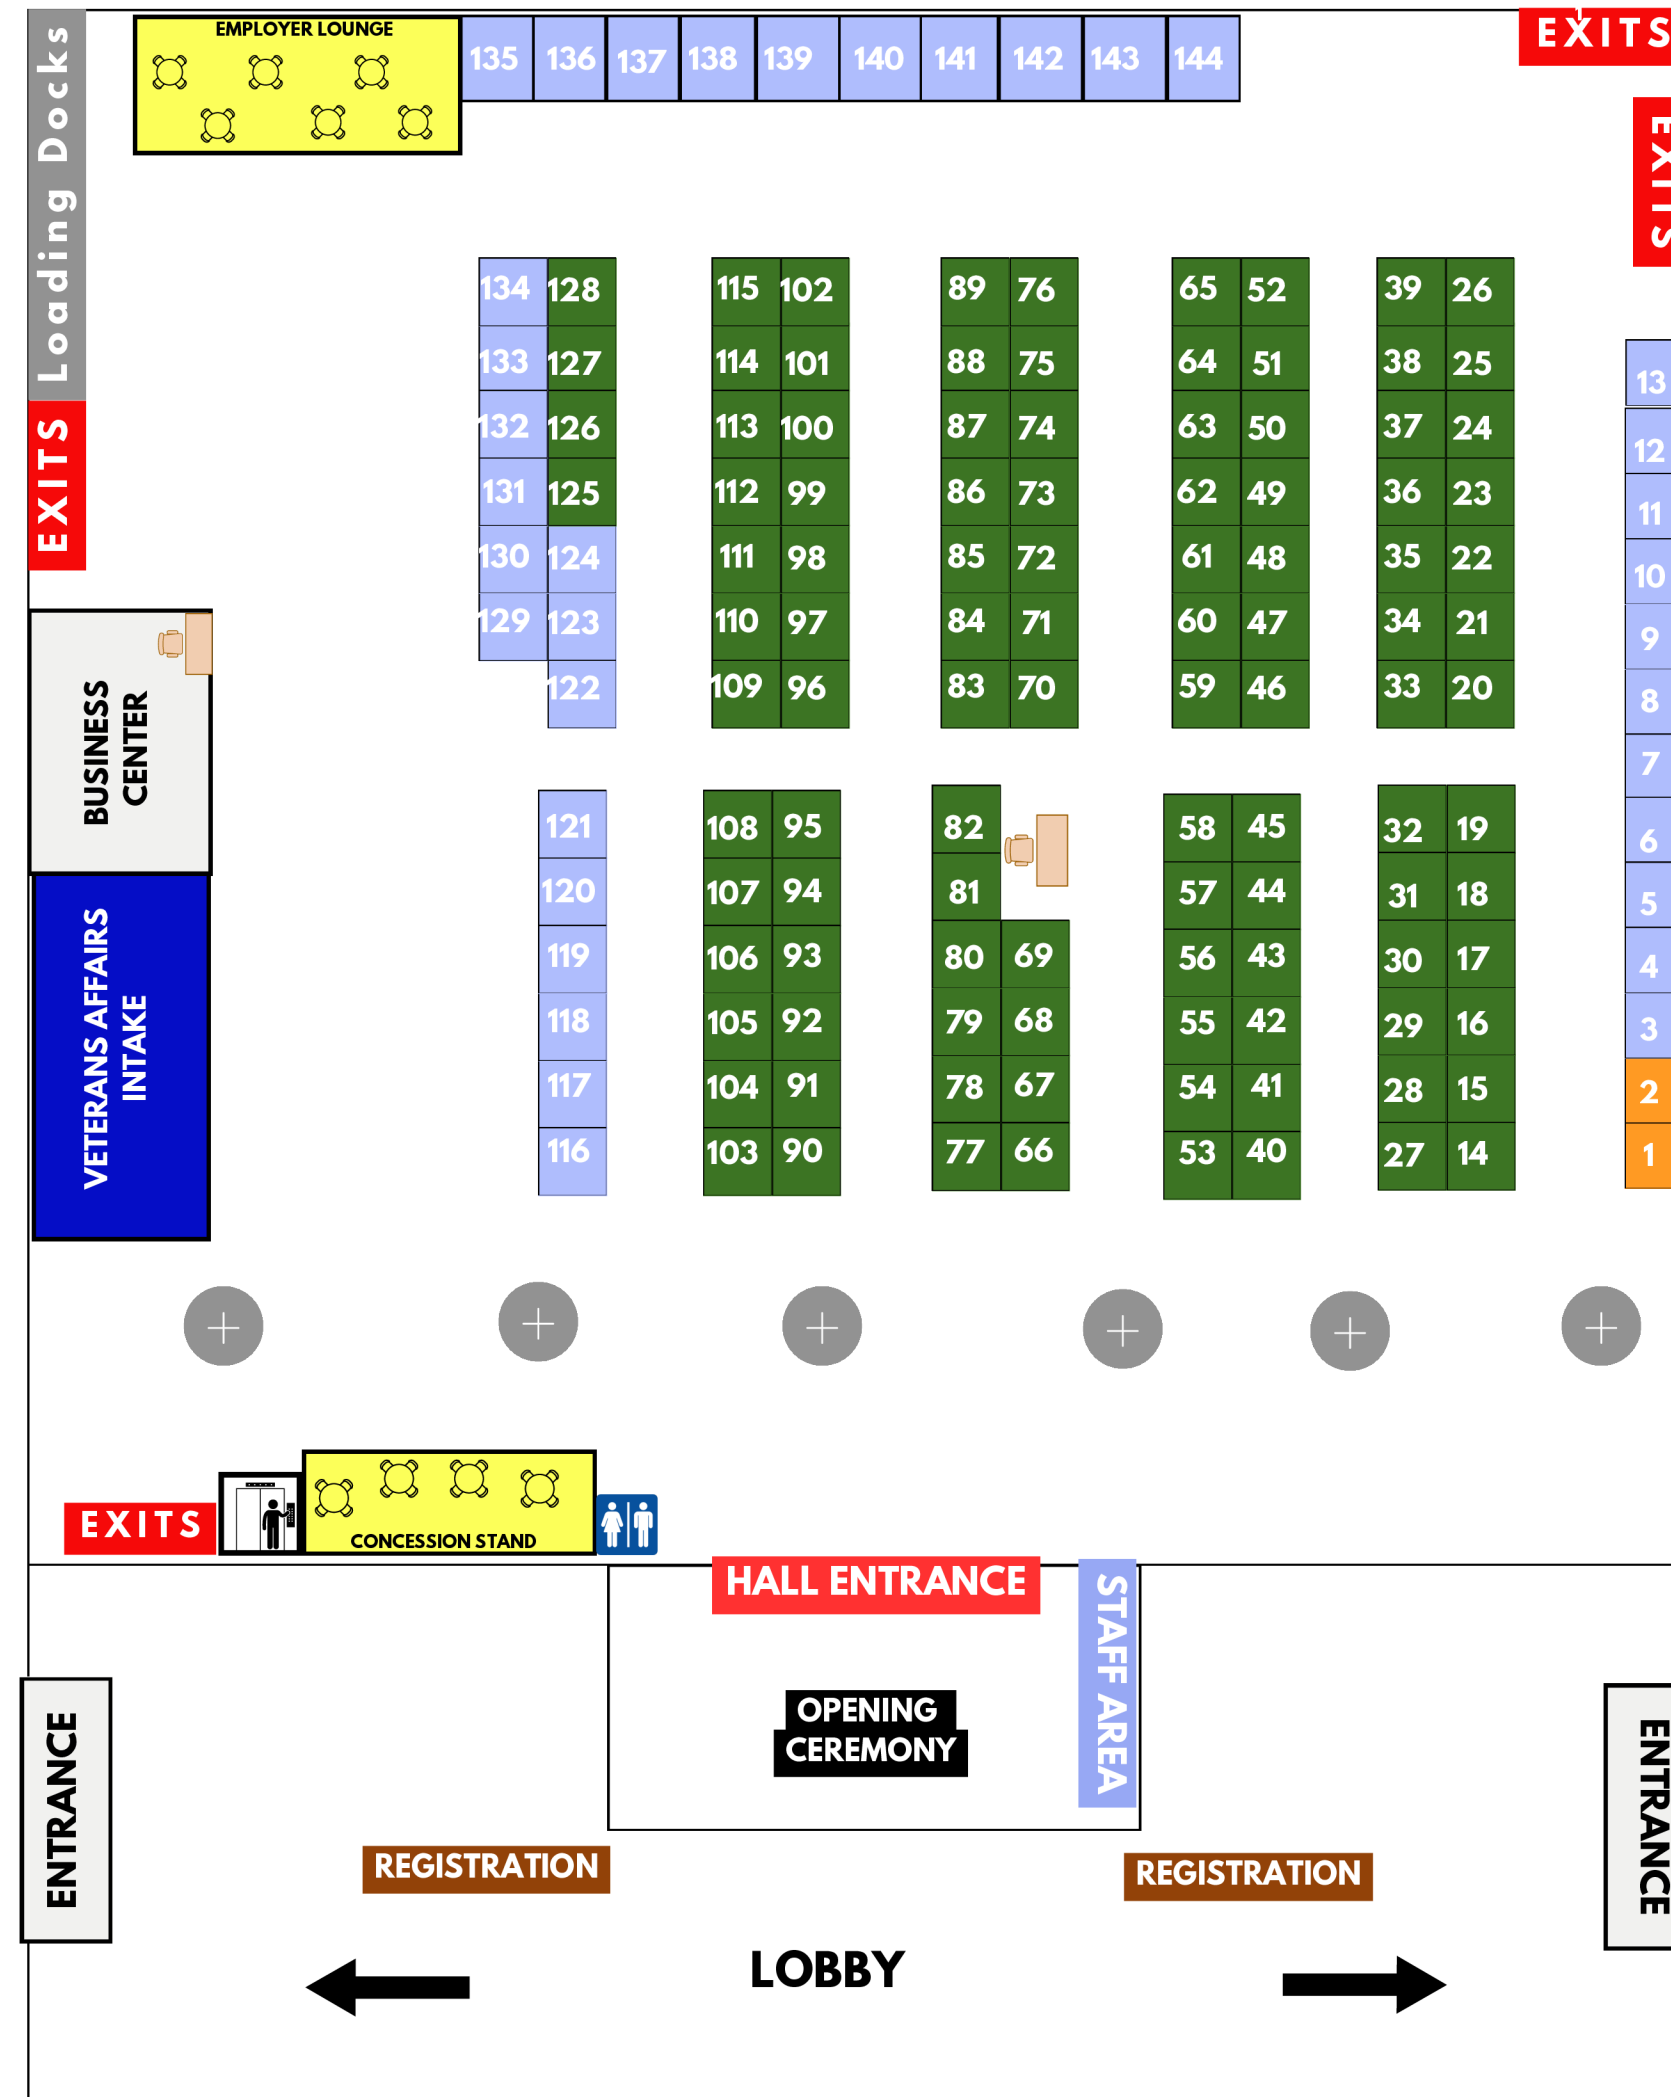 EMPLOYER LOUNGE
135 136 137 138 139 140 141 142 143 144
EXITS
EXITS
Loading Docks
EXITS
134 128 115 102 89 76 65 52 39 26
133 127 114 101 88 75 64 51 38 25 13
132 126 113 100 87 74 63 50 37 24 12
131 125 112 99 86 73 62 49 36 23 11
130 124 111 98 85 72 61 48 35 22 10
129 123 110 97 84 71 60 47 34 21 9
122 109 96 83 70 59 46 33 20 8
7
BUSINESS
CENTER
121 108 95 82 58 45 32 19 6
120 107 94 81 57 44 31 18 5
119 106 93 80 69 56 43 30 17 4
118 105 92 79 68 55 42 29 16 3
117 104 91 78 67 54 41 28 15 2
116 103 90 77 66 53 40 27 14 1
VETERANS AFFAIRS
INTAKE
EXITS
CONCESSION STAND
HALL ENTRANCE
STAFF AREA
OPENING
CEREMONY
ENTRANCE
ENTRANCE
REGISTRATION
REGISTRATION
LOBBY